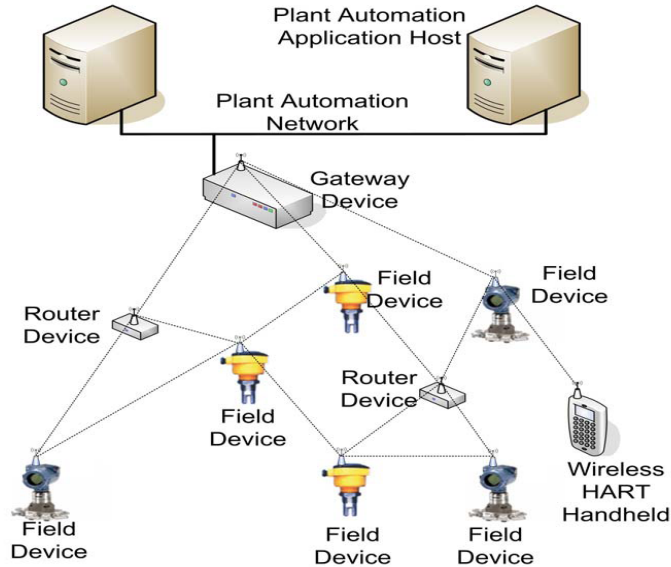 Plant Automation
Application Host
Plant Automation
Network
Gateway
Device
Field
Device
Field
Device
Router
Device
Router
Device
Field
Device
Wireless
HART
Handheld
Field
Device
Field
Device
Field
Device